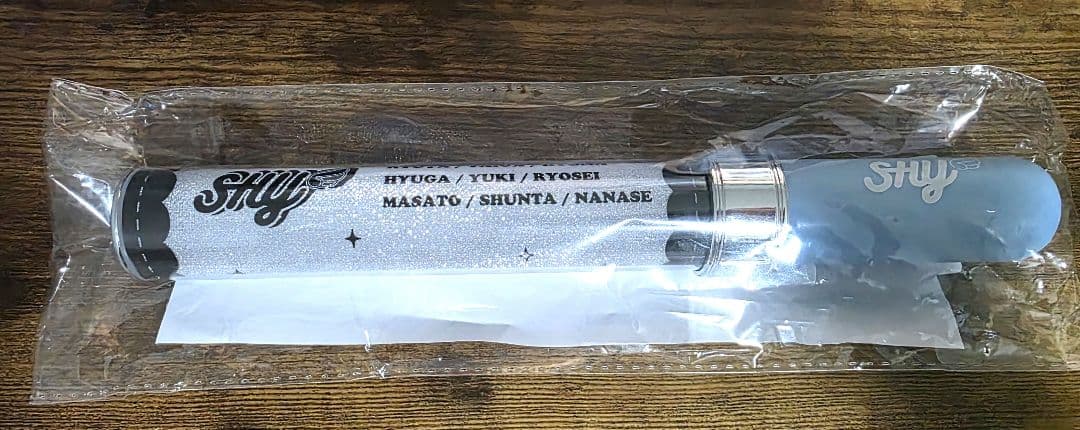 SHY
HYUGA / YUKI / RYOSEI
MASATO / SHUNTA / NANASE
SHY